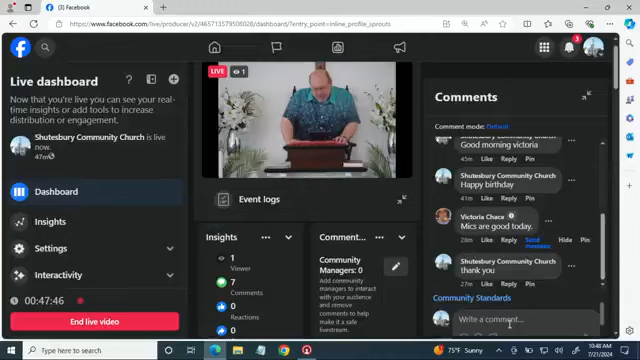 (3) Facebook
https://www.facebook.com/live/producer/v2/465713579508028/dashboard/?entry_point=inline_profile_sprouts
3
Live dashboard
Now that you're live you can see your real-
time insights or add tools to increase
distribution or engagement.
Shutesbury Community Church is live
now.
47m
Dashboard
Insights
Settings
Interactivity
00:47:46
End live video
LIVE
1
Event logs
Insights
1
Viewer
7
Comments
0
Reactions
0
Comment...
Community
Managers: 0
Add community
managers to interact
with your audience
and remove
comments to help
make it a safe
livestream.
Comments
Comment mode: Default
Shutesbury Community Church
Good morning victoria
45m Like Reply Pin
Shutesbury Community Church
Happy birthday
41m Like Reply Pin
Victoria Chace
Mics are good today.
28m Like Reply Send message Hide Pin
Shutesbury Community Church
thank you
27m Like Reply Pin
Community Standards
Write a comment...
Type here to search
75°F Sunny
10:48 AM
7/21/2024